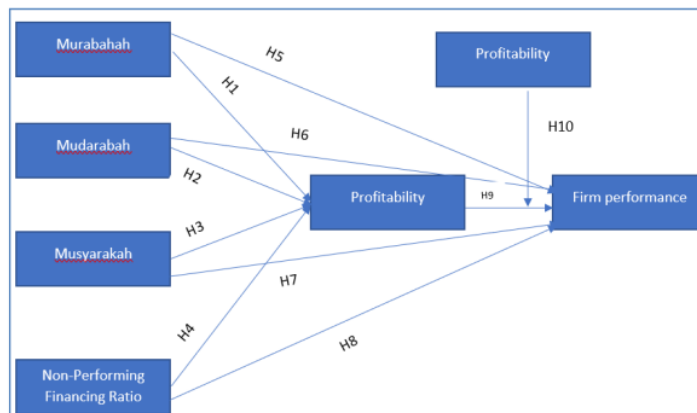 Murabahah
H5
Profitability
H1
Mudarabah
H6
H10
H2
Profitability
H9
Firm performance
H3
Musyarakah
H7
H4
H8
Non-Performing
Financing Ratio